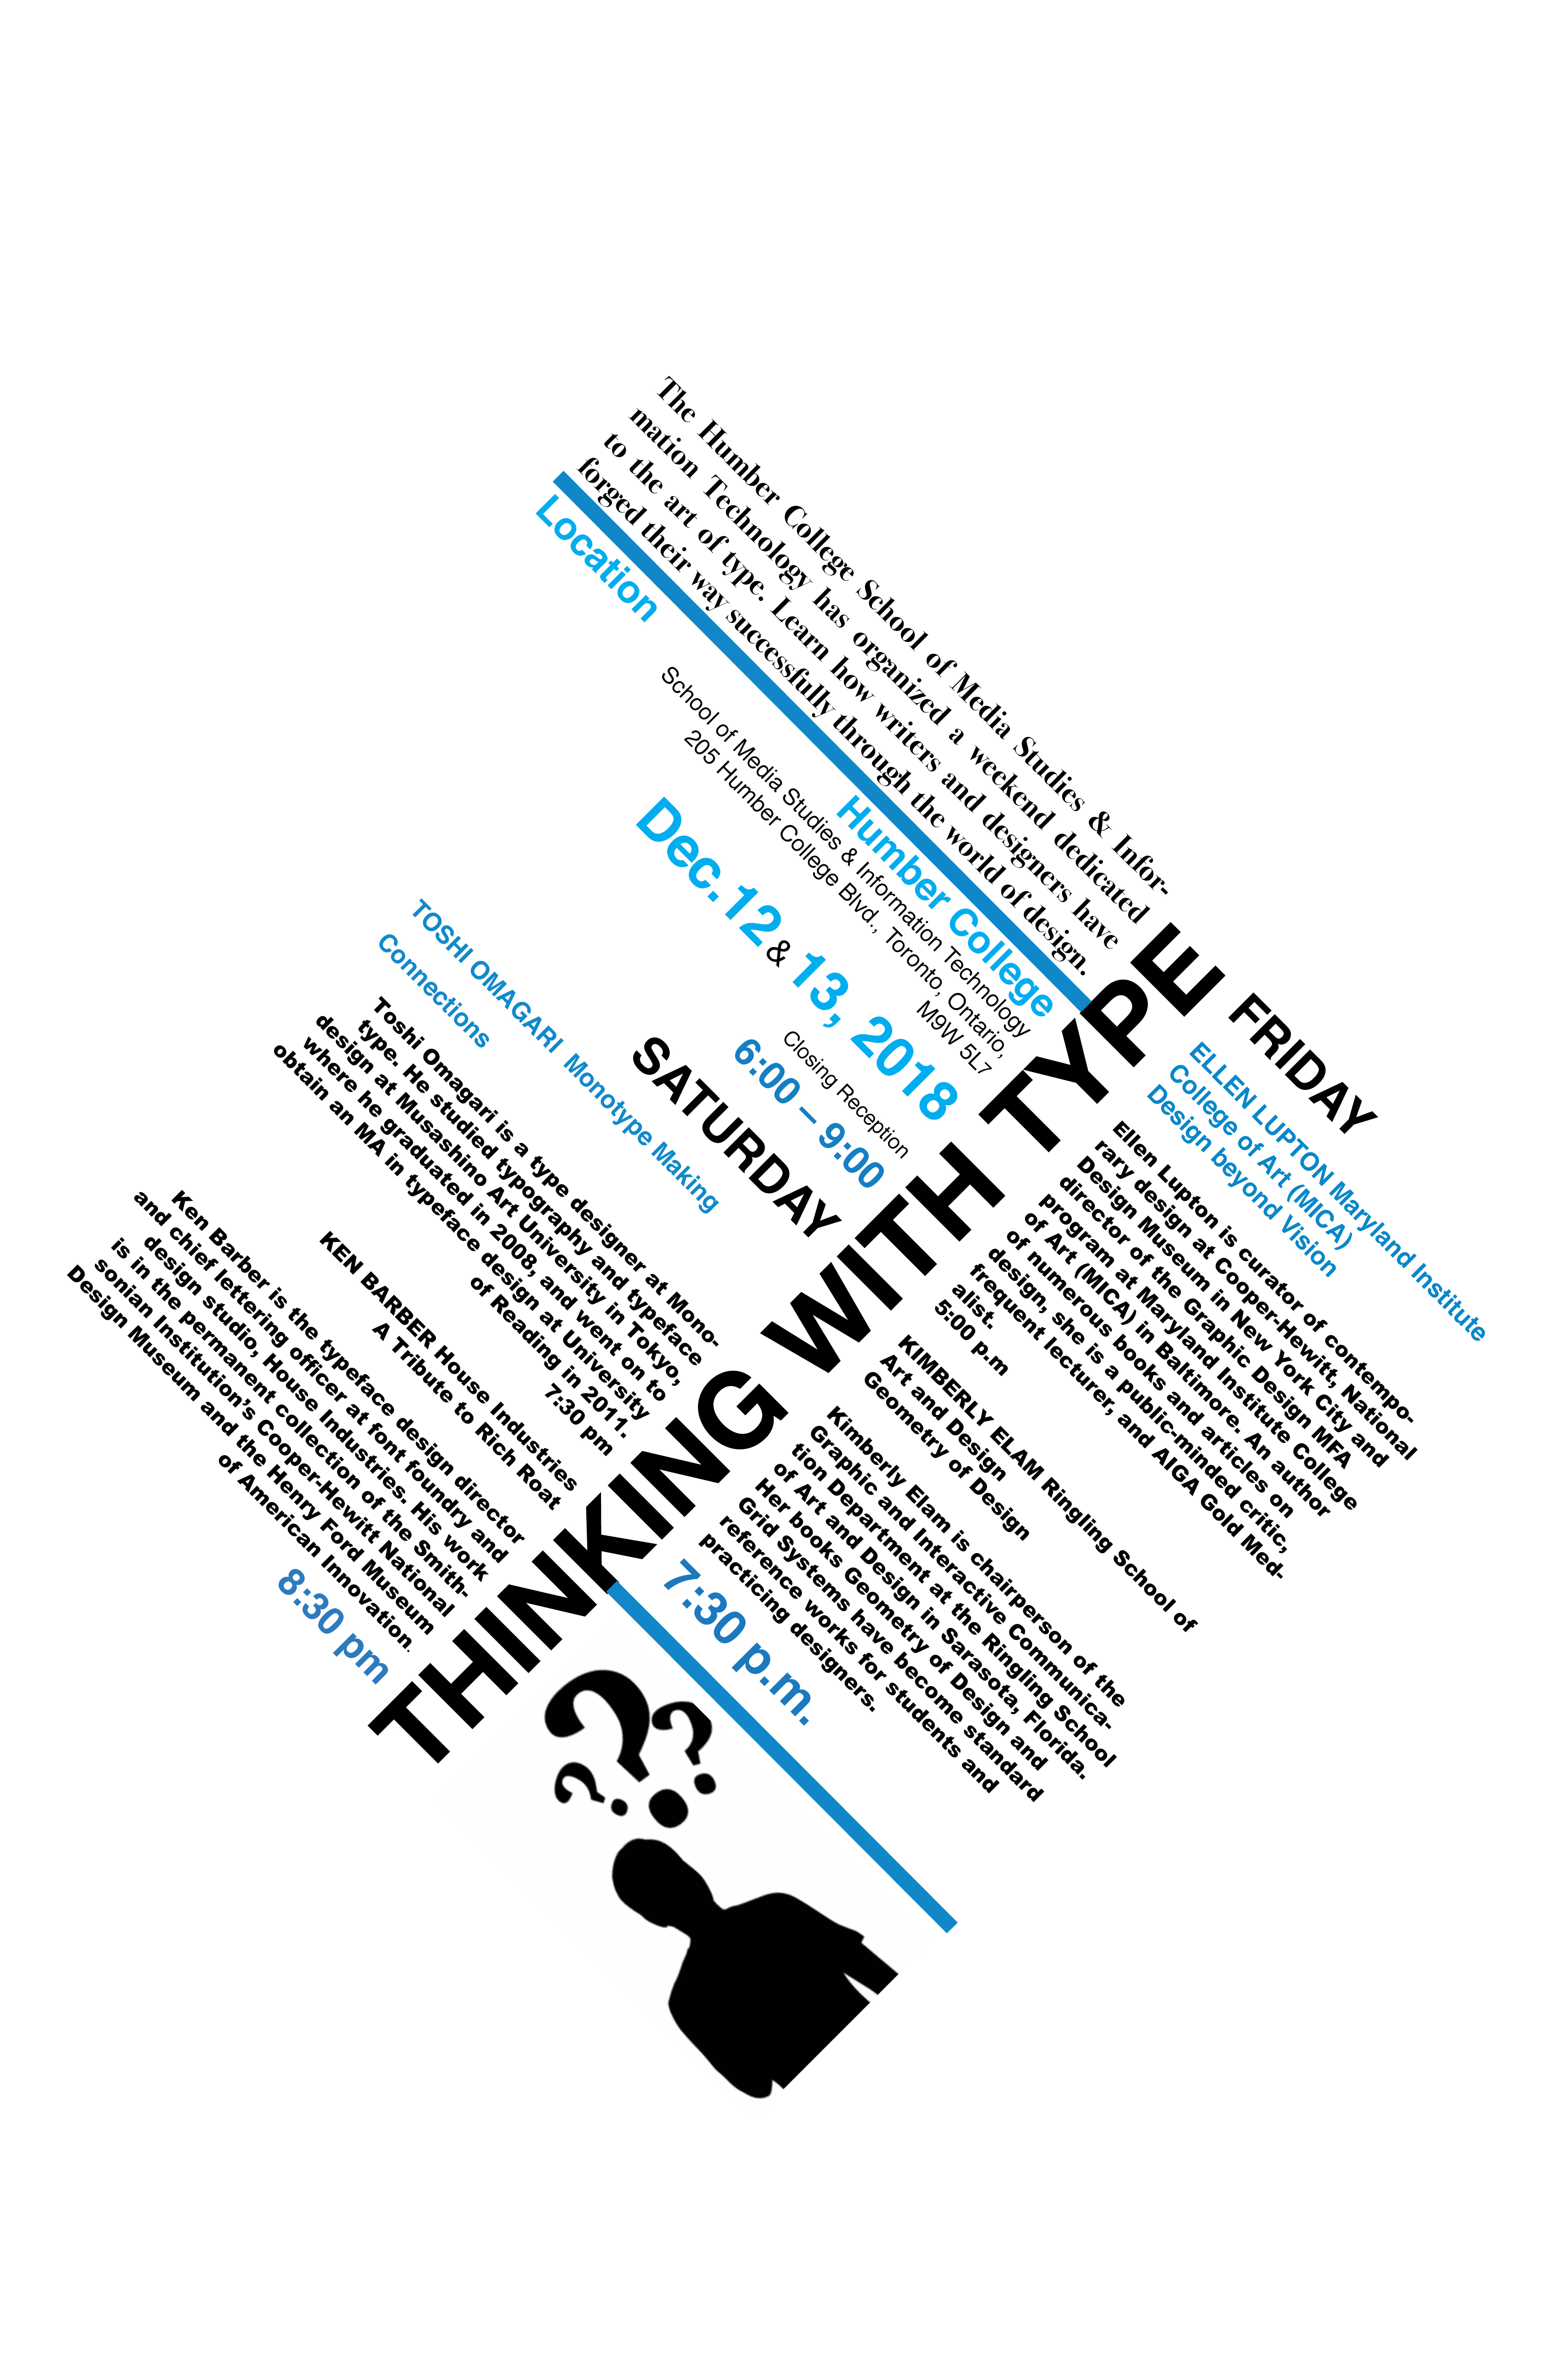 The Humber College School of Media Studies & Infor-
mation Technology has organized a weekend dedicated
to the art of type. Learn how writers and designers have
forged their way successfully through the world of design.
Location
Humber College
School of Media Studies & Information Technology
205 Humber College Blvd., Toronto, Ontario,
M9W 5L7
Dec. 12 & 13, 2018
Closing Reception
6:00 – 9:00
THINKING WITH TYPE
FRIDAY
ELLEN LUPTON Maryland Institute
College of Art (MICA)
Design beyond Vision
Ellen Lupton is curator of contempo-
rary design at Cooper-Hewitt, National
Design Museum in New York City and
director of the Graphic Design MFA
program at Maryland Institute College
of Art (MICA) in Baltimore. An author
of numerous books and articles on
design, she is a public-minded critic,
frequent lecturer, and AIGA Gold Med-
alist.
5:00 p.m
KIMBERLY ELAM Ringling School of
Art and Design
Geometry of Design
Kimberly Elam is chairperson of the
Graphic and Interactive Communica-
tion Department at the Ringling School
of Art and Design in Sarasota, Florida.
Her books Geometry of Design and
Grid Systems have become standard
reference works for students and
practicing designers.
7:30 p.m.
SATURDAY
TOSHI OMAGARI Monotype Making
Connections
Toshi Omagari is a type designer at Mono-
type. He studied typography and typeface
design at Musashino Art University in Tokyo,
where he graduated in 2008, and went on to
obtain an MA in typeface design at University
of Reading in 2011.
7:30 pm
KEN BARBER House Industries
A Tribute to Rich Roat
Ken Barber is the typeface design director
and chief lettering officer at font foundry and
design studio, House Industries. His work
is in the permanent collection of the Smith-
sonian Institution's Cooper-Hewitt National
Design Museum and the Henry Ford Museum
of American Innovation.
8:30 pm
? ? ?